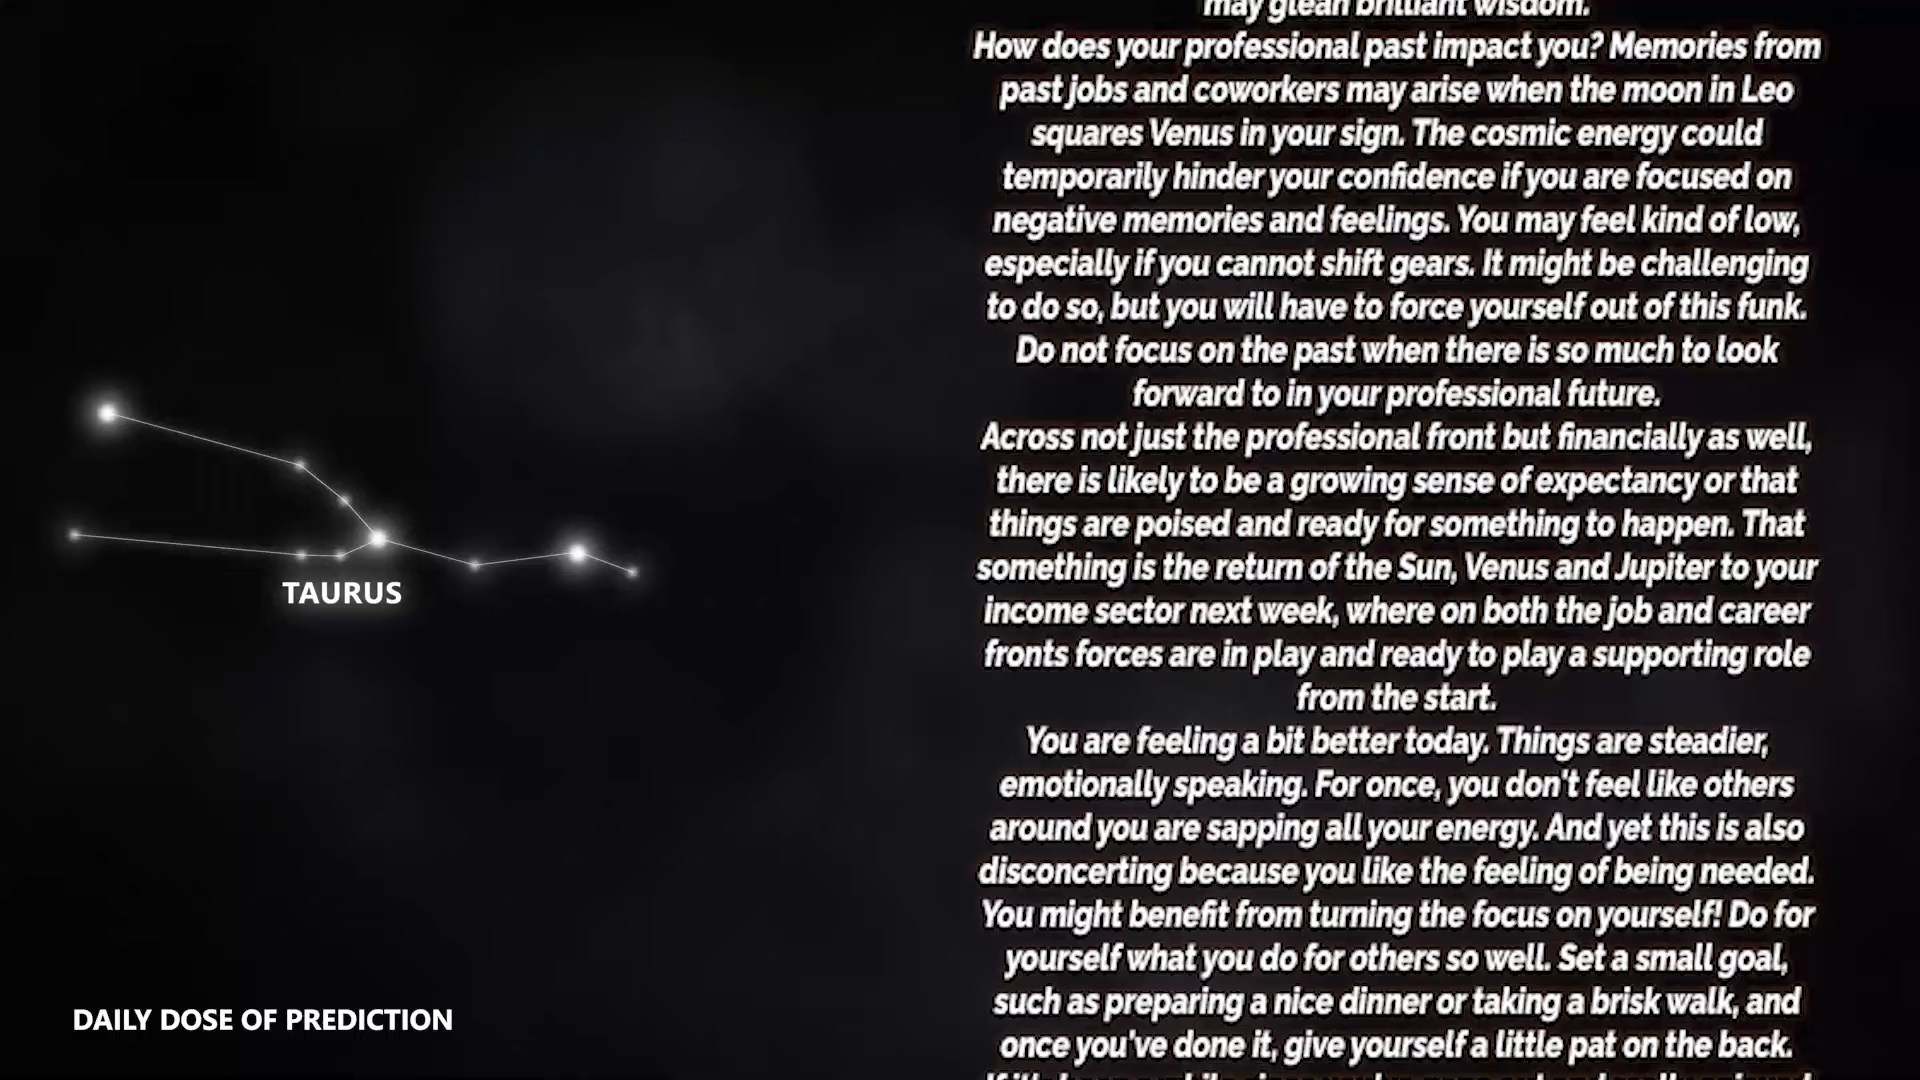 may glean brilliant wisdom.
How does your professional past impact you? Memories from
past jobs and coworkers may arise when the moon in Leo
squares Venus in your sign. The cosmic energy could
temporarily hinder your confidence if you are focused on
negative memories and feelings. You may feel kind of low,
especially if you cannot shift gears. It might be challenging
to do so, but you will have to force yourself out of this funk.
Do not focus on the past when there is so much to look
forward to in your professional future.
Across not just the professional front but financially as well,
there is likely to be a growing sense of expectancy or that
things are poised and ready for something to happen. That
something is the return of the Sun, Venus and Jupiter to your
income sector next week, where on both the job and career
fronts forces are in play and ready to play a supporting role
from the start.
You are feeling a bit better today. Things are steadier,
emotionally speaking. For once, you don't feel like others
around you are sapping all your energy. And yet this is also
disconcerting because you like the feeling of being needed.
You might benefit from turning the focus on yourself! Do for
yourself what you do for others so well. Set a small goal,
such as preparing a nice dinner or taking a brisk walk, and
once you've done it, give yourself a little pat on the back.
TAURUS
DAILY DOSE OF PREDICTION